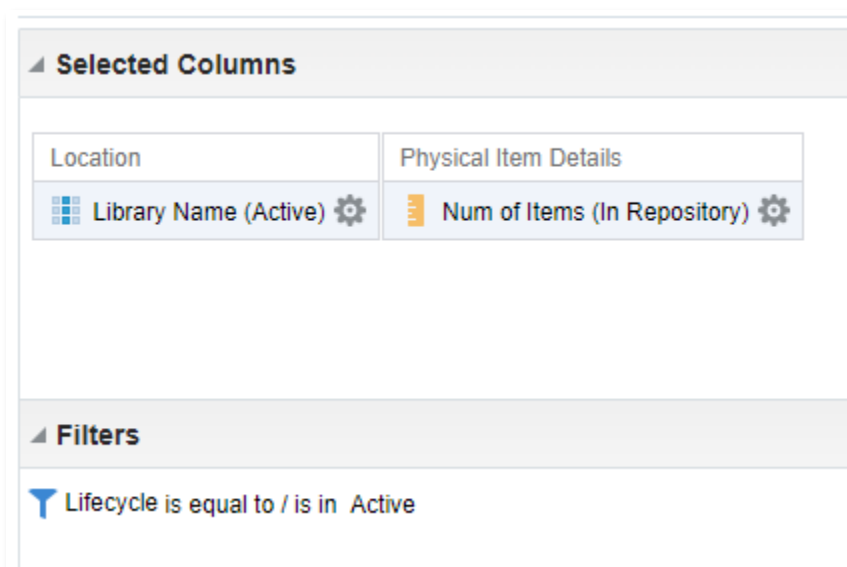 Selected Columns
Location
Physical Item Details
Library Name (Active)
Num of Items (In Repository)
Filters
Lifecycle is equal to / is in Active